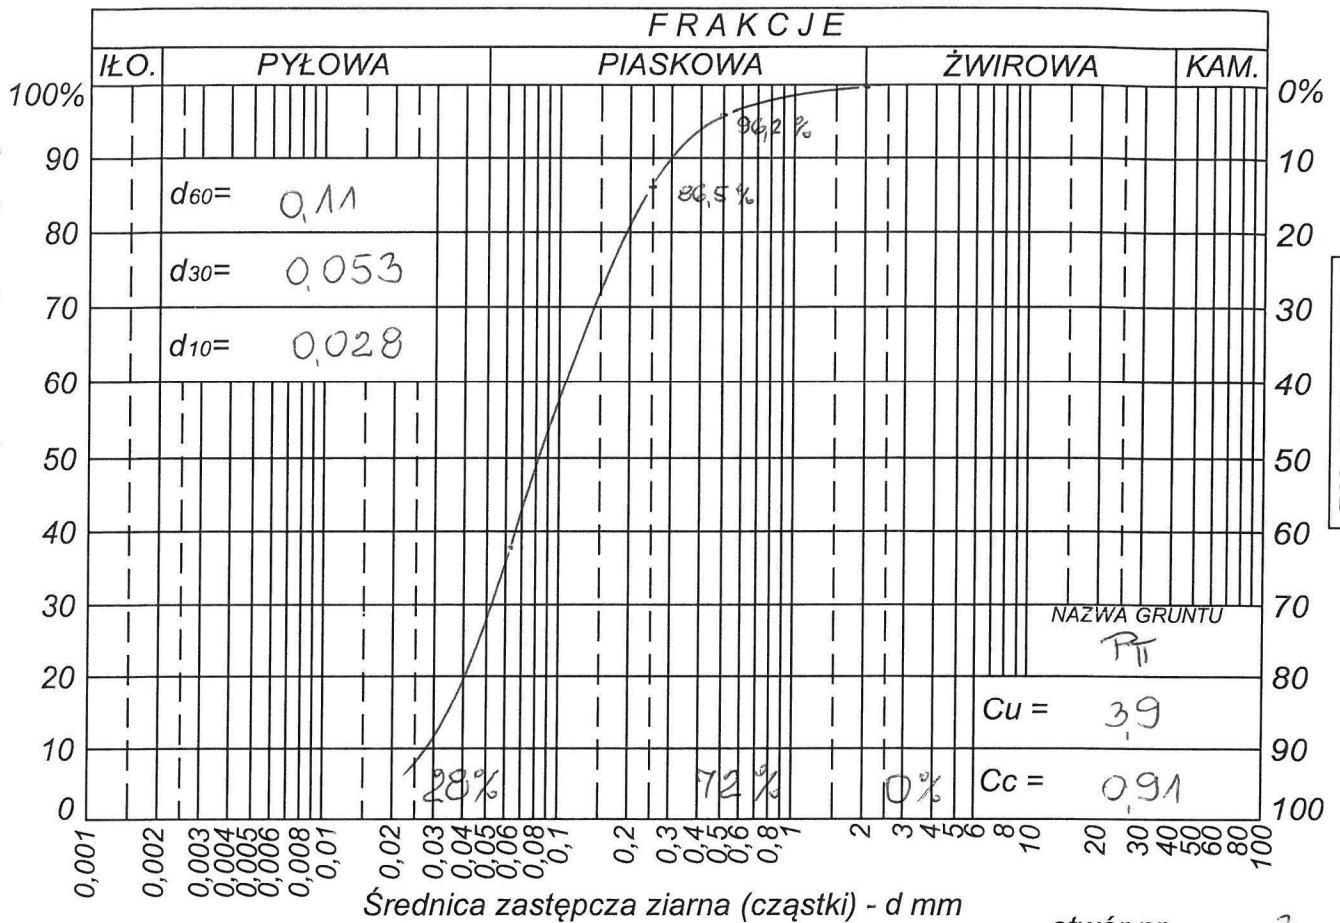 FRAKCJE
IŁO. PYŁOWA PIASKOWA ŻWIROWA KAM.
100% 0%
96,2 %
90 10
d60= 0,11 86,5 %
80 20
d30= 0,053
70 30
d10= 0,028
60 40
50 50
40 60
30 70
NAZWA GRUNTU
Pπ
20 80
Cu = 3,9
10 90
28% 72% 0% Cc = 0,91
0 100
0,001 0,002 0,003 0,004 0,005 0,006 0,008 0,01 0,02 0,03 0,04 0,05 0,06 0,08 0,1 0,2 0,3 0,4 0,5 0,6 0,8 1 2 3 4 5 6 8 10 20 30 40 50 60 80 100
Średnica zastępcza ziarna (cząstki) - d mm